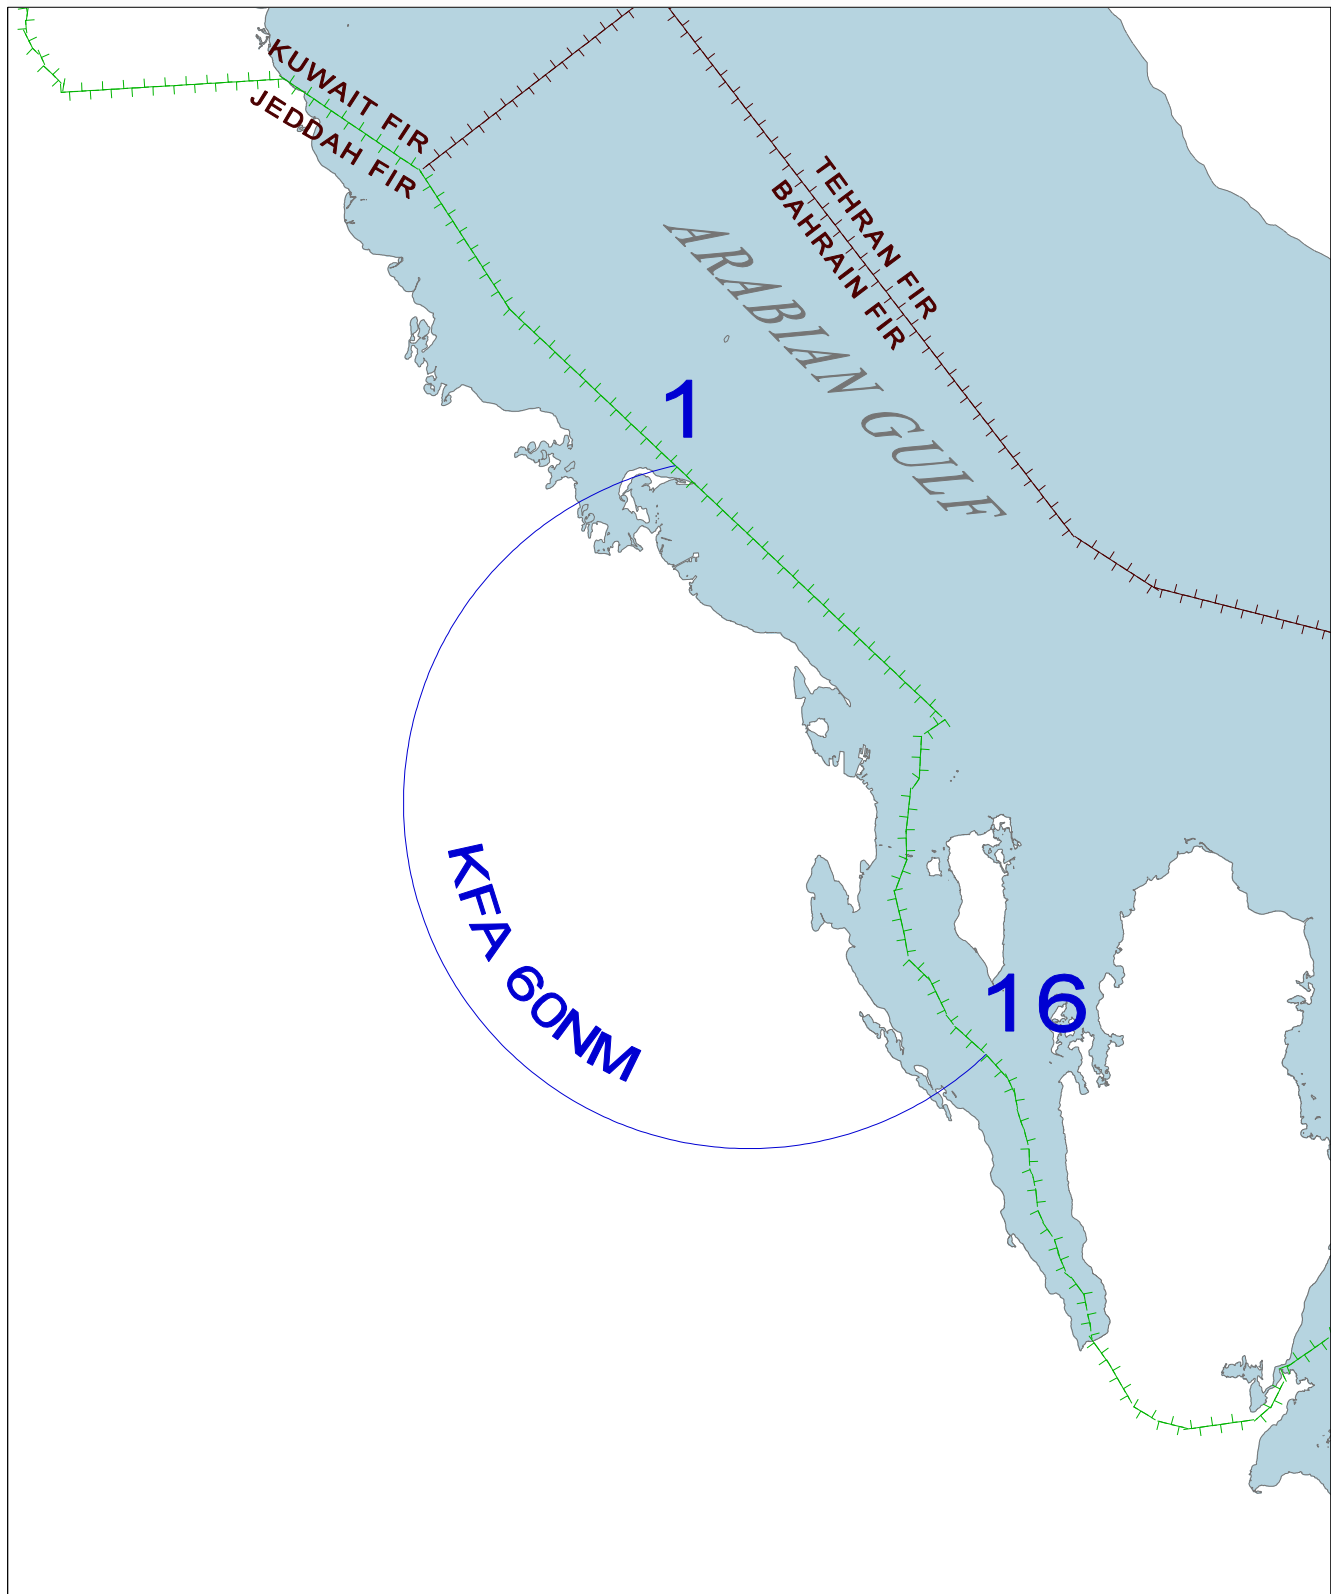 KUWAIT FIR
JEDDAH FIR
TEHRAN FIR
BAHRAIN FIR
ARABIAN GULF
1
KFA 60NM
16